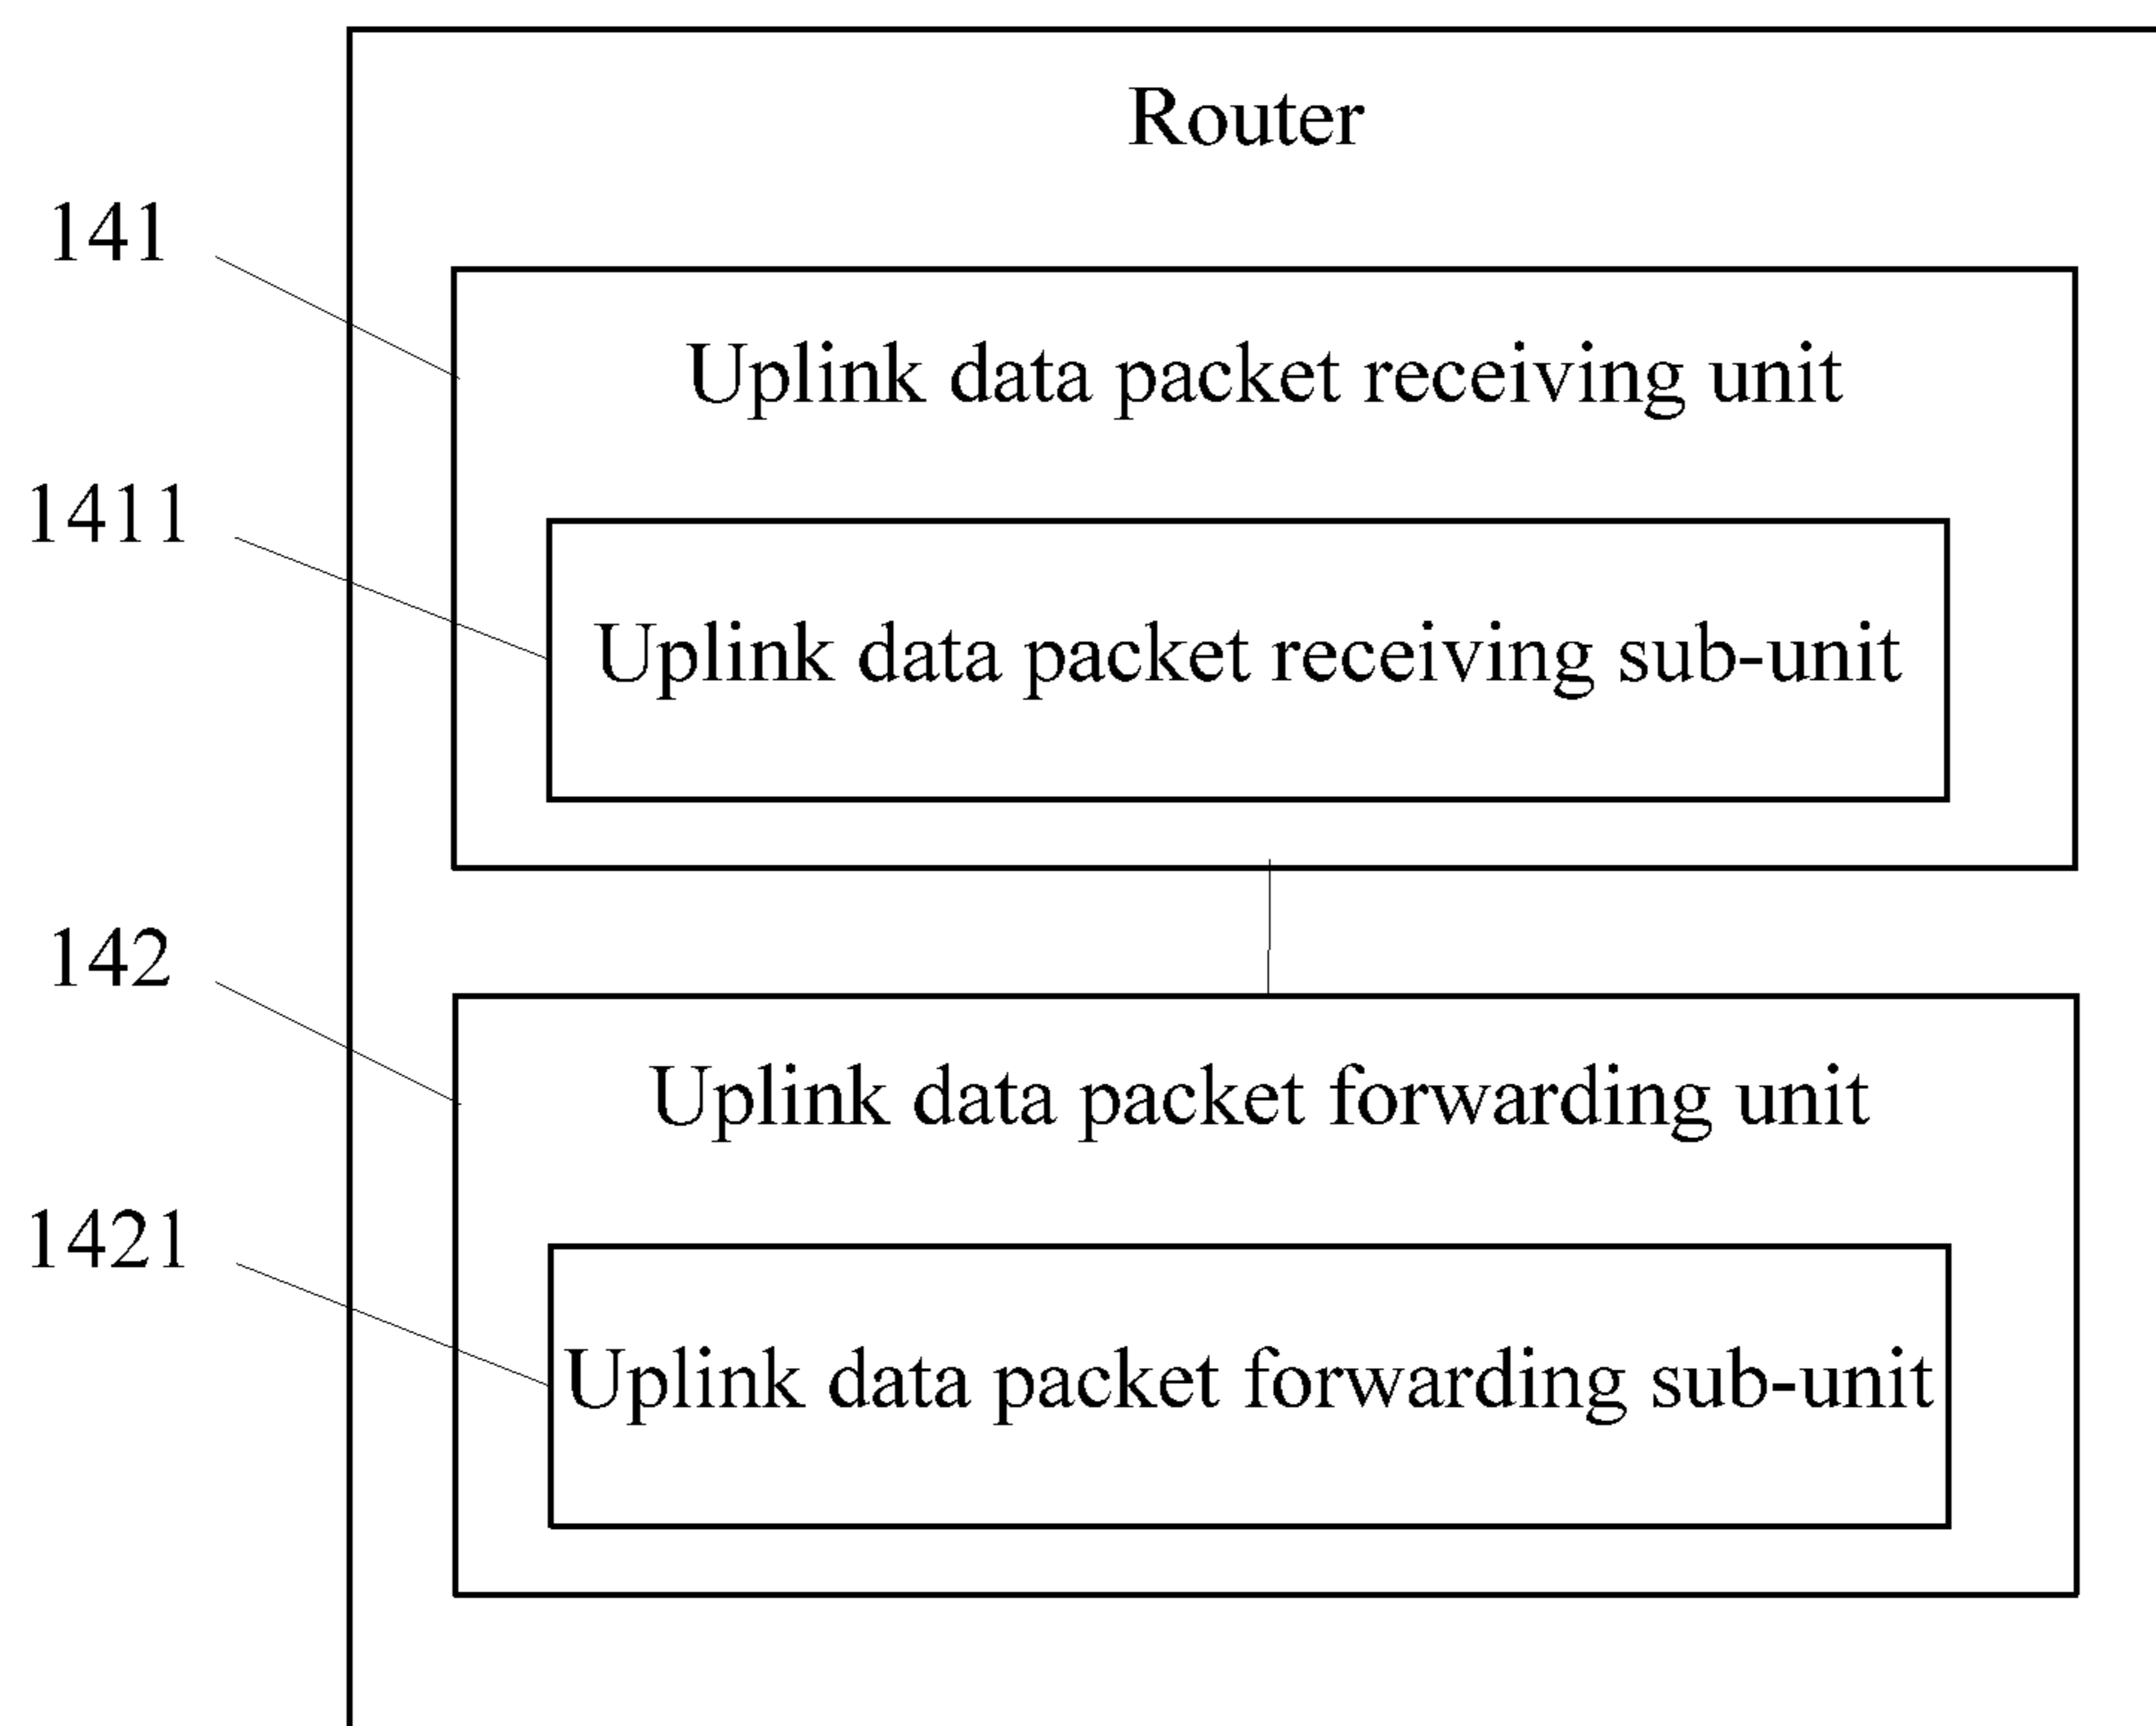 Router
141
Uplink data packet receiving unit
1411
Uplink data packet receiving sub-unit
142
Uplink data packet forwarding unit
1421
Uplink data packet forwarding sub-unit